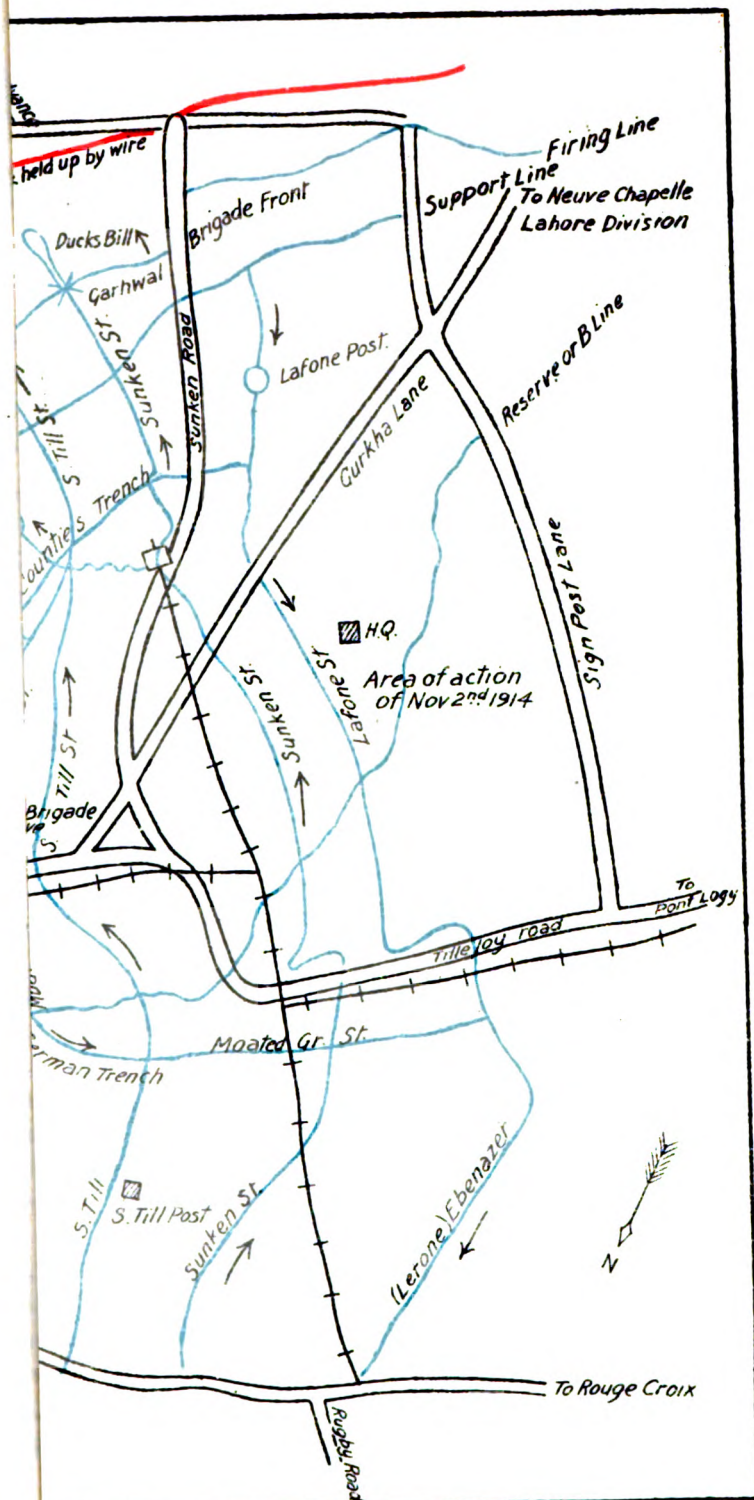 held up by wire
Firing Line
Support Line
To Neuve Chapelle
Lahore Division
Brigade Front
Ducks Bill
Garhwal
Sunken St.
Sunken Road
Lafone Post.
Reserve or B Line
Gurkha Lane
S. Till St.
Counties Trench
Sign Post Lane
H.Q.
Area of action
of Nov 2nd 1914
Lafone St
Sunken St.
S. Till St
Brigade
To
Pont Logy
Tilleloy road
Moated Gr. St.
German Trench
S. Till
S. Till Post
Sunken St.
(Lerone) Ebenazer
N
To Rouge Croix
Rugby Road